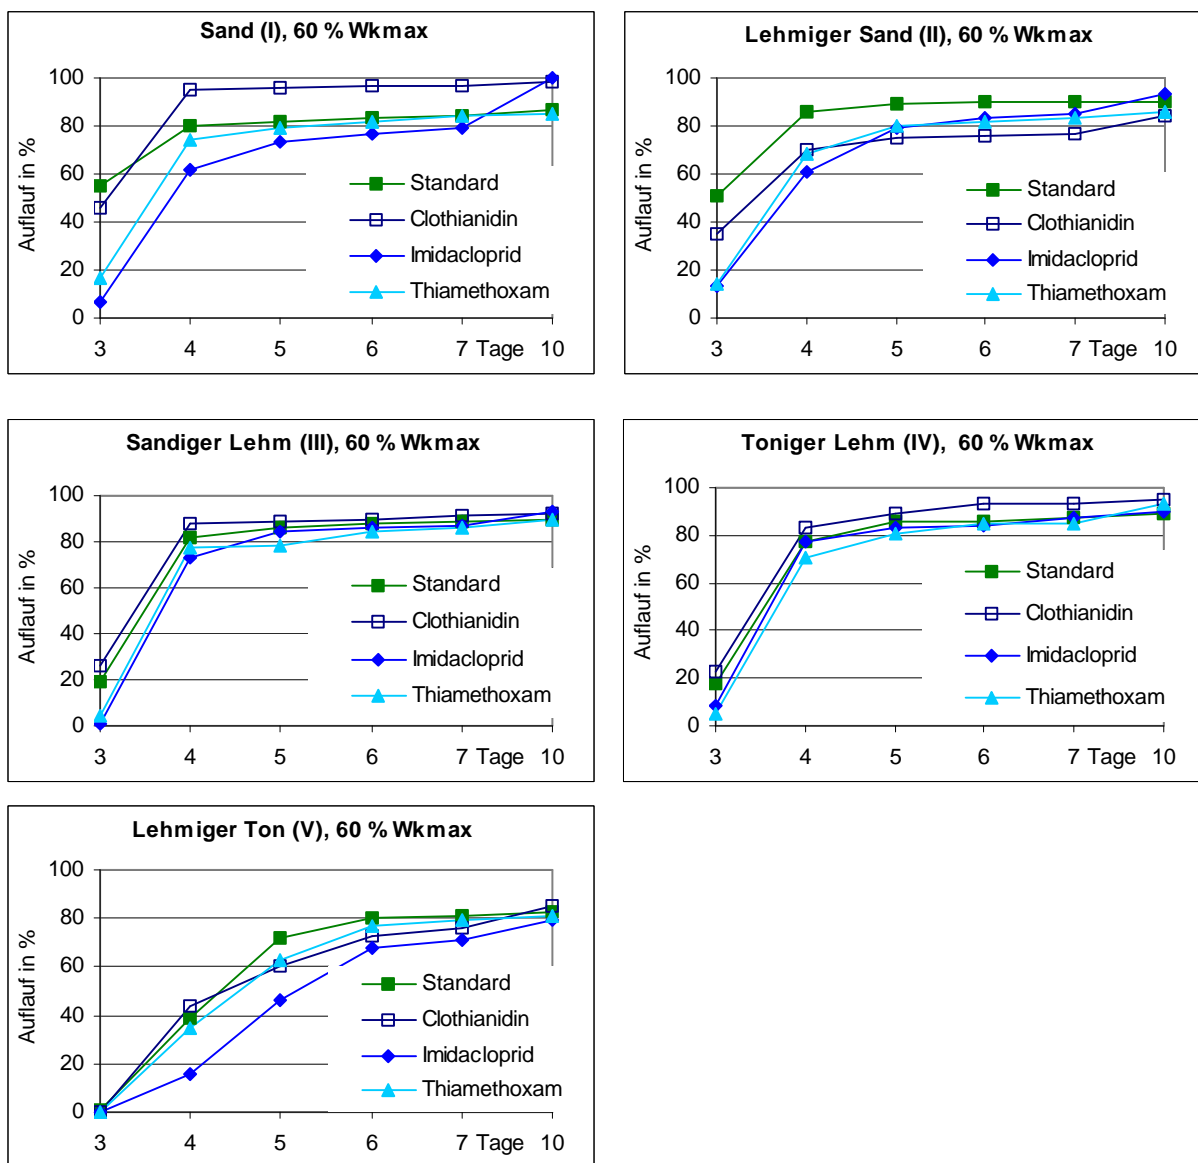 Sand (I), 60 % Wkmax
Auflauf in %
100
80
60
40
20
0
Standard
Clothianidin
Imidacloprid
Thiamethoxam
3 4 5 6 7 Tage 10
Lehmiger Sand (II), 60 % Wkmax
Auflauf in %
100
80
60
40
20
0
Standard
Clothianidin
Imidacloprid
Thiamethoxam
3 4 5 6 7 Tage 10
Sandiger Lehm (III), 60 % Wkmax
Auflauf in %
100
80
60
40
20
0
Standard
Clothianidin
Imidacloprid
Thiamethoxam
3 4 5 6 7 Tage 10
Toniger Lehm (IV), 60 % Wkmax
Auflauf in %
100
80
60
40
20
0
Standard
Clothianidin
Imidacloprid
Thiamethoxam
3 4 5 6 7 Tage 10
Lehmiger Ton (V), 60 % Wkmax
Auflauf in %
100
80
60
40
20
0
Standard
Clothianidin
Imidacloprid
Thiamethoxam
3 4 5 6 7 Tage 10